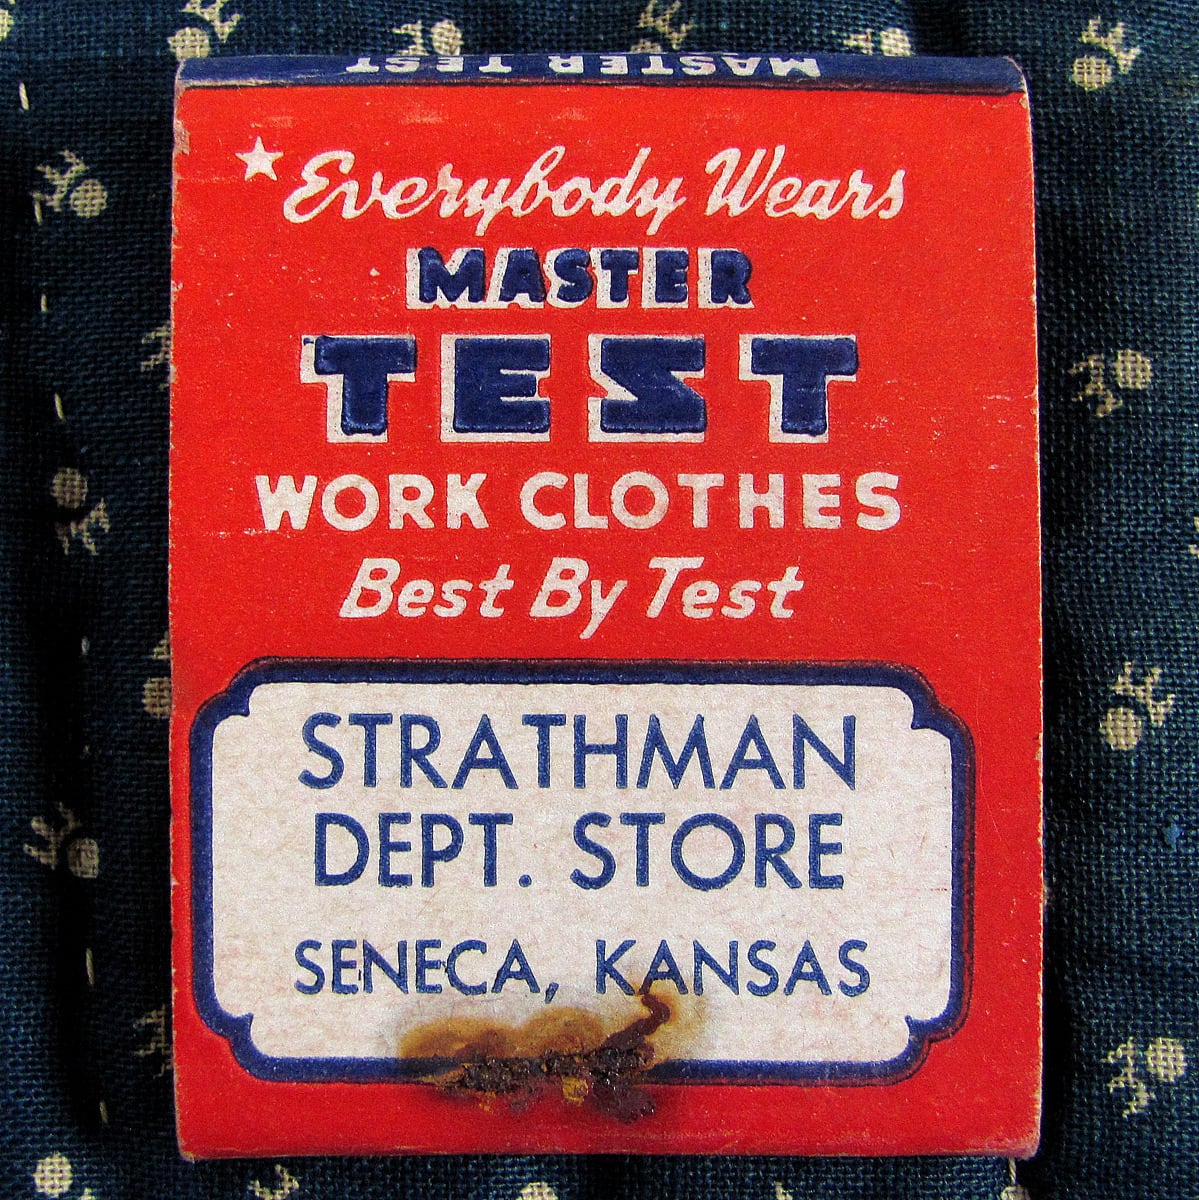 MASTER TEST
Everybody Wears
MASTER
TEST
WORK CLOTHES
Best By Test
STRATHMAN
DEPT. STORE
SENECA, KANSAS